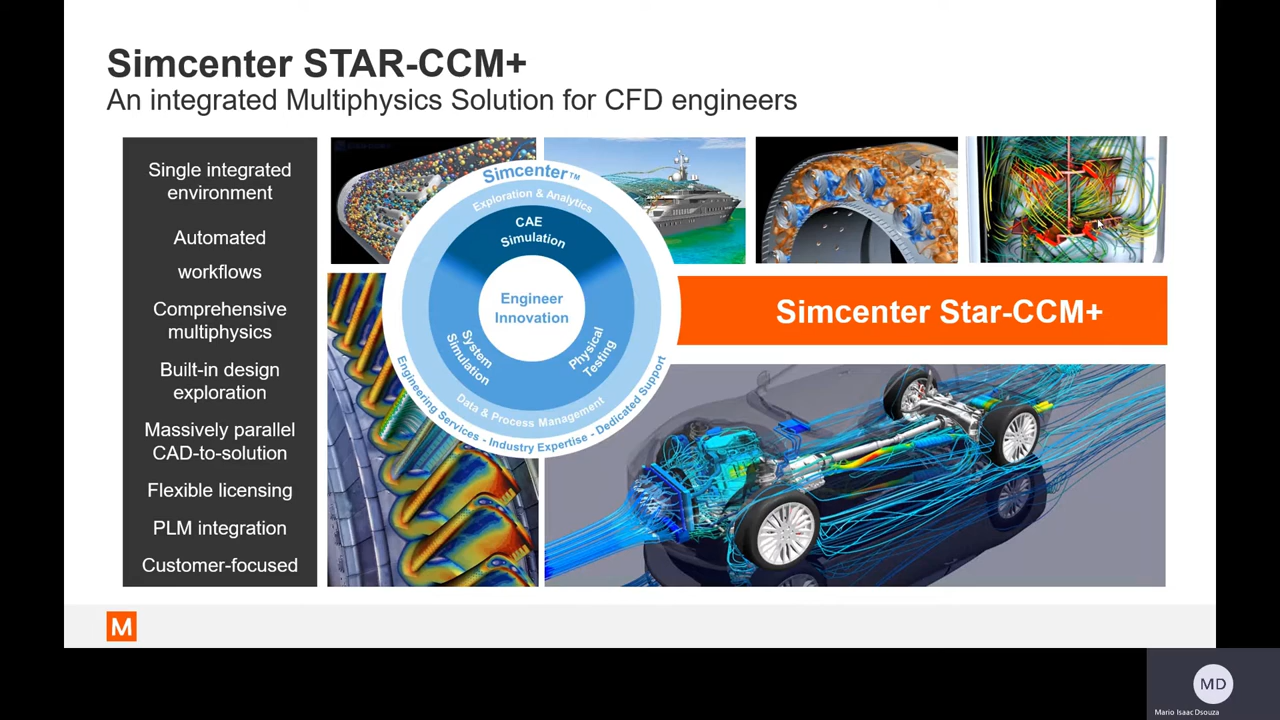 Simcenter STAR-CCM+
An integrated Multiphysics Solution for CFD engineers
Single integrated
environment
Automated
workflows
Comprehensive
multiphysics
Built-in design
exploration
Massively parallel
CAD-to-solution
Flexible licensing
PLM integration
Customer-focused
Simcenter™
Exploration & Analytics
CAE
Simulation
Engineer
Innovation
System
Simulation
Physical
Testing
Data & Process Management
Engineering Services - Industry Expertise - Dedicated Support
Simcenter Star-CCM+
M
MD
Mario Isaac Dsouza